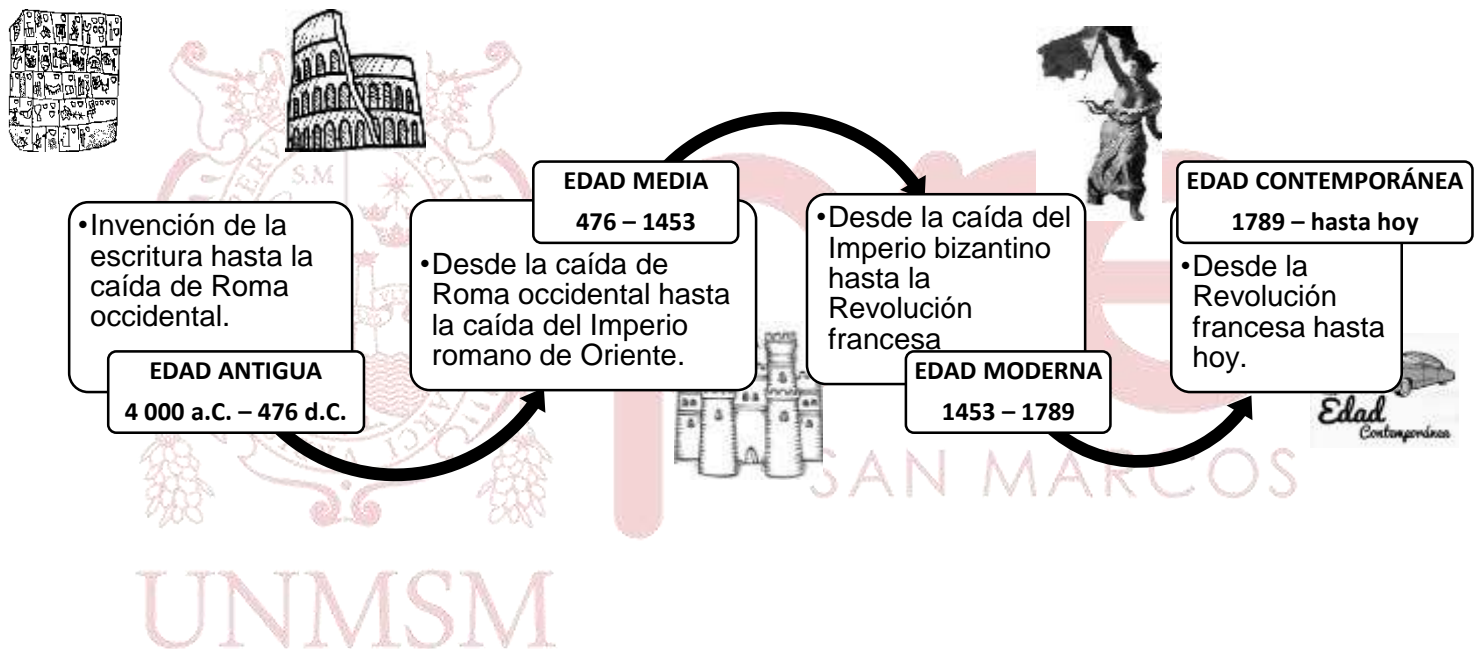 •Invención de la
escritura hasta la
caída de Roma
occidental.
EDAD ANTIGUA
4 000 a.C. – 476 d.C.
EDAD MEDIA
476 – 1453
•Desde la caída de
Roma occidental hasta
la caída del Imperio
romano de Oriente.
•Desde la caída del
Imperio bizantino
hasta la
Revolución
francesa
EDAD MODERNA
1453 – 1789
EDAD CONTEMPORÁNEA
1789 – hasta hoy
•Desde la
Revolución
francesa hasta
hoy.
Edad
Contemporánea
S.M
SAN MARCOS
UNMSM